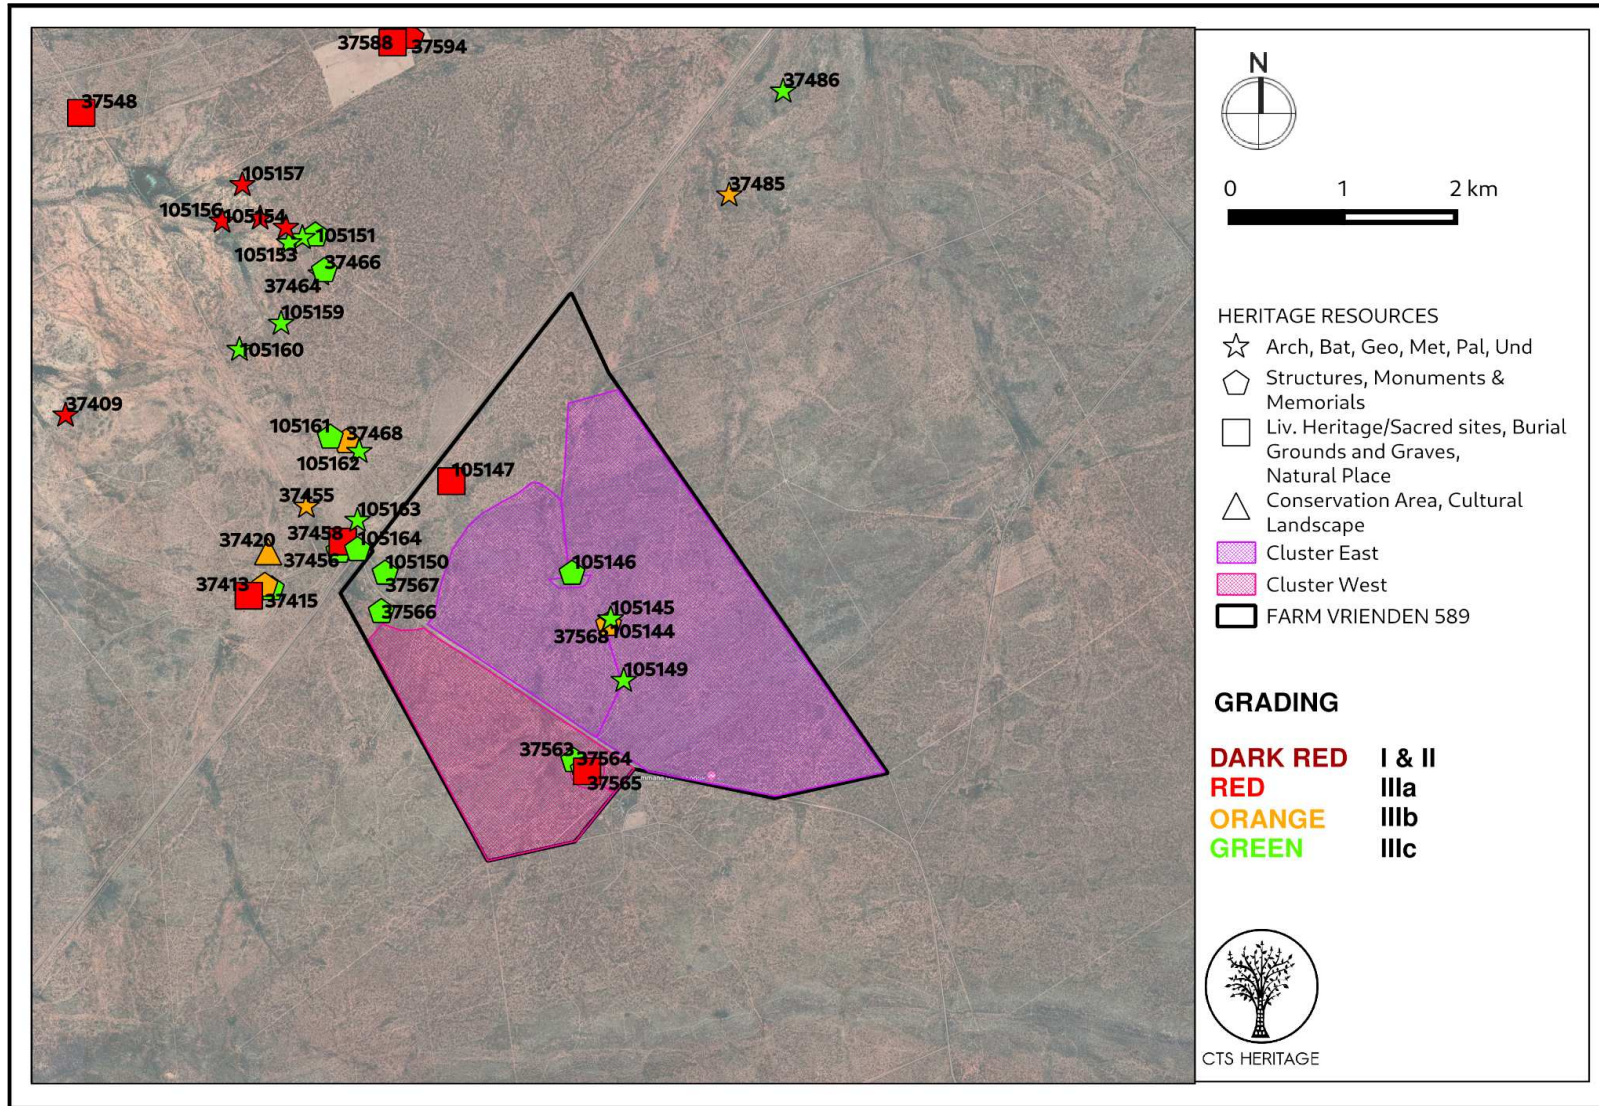 37588
37594
37548
37486
37485
105157
105156
105154
105151
105153
37466
37464
105159
105160
37409
105161
37468
105162
105147
37455
105163
37458
105164
37420
37456
105150
37567
105146
37413
37415
37566
105145
37568
105144
105149
37563
37564
37565
N
0 1 2 km
HERITAGE RESOURCES
Arch, Bat, Geo, Met, Pal, Und
Structures, Monuments &
Memorials
Liv. Heritage/Sacred sites, Burial
Grounds and Graves,
Natural Place
Conservation Area, Cultural
Landscape
Cluster East
Cluster West
FARM VRIENDEN 589
GRADING
DARK RED I & II
RED IIIa
ORANGE IIIb
GREEN IIIc
CTS HERITAGE